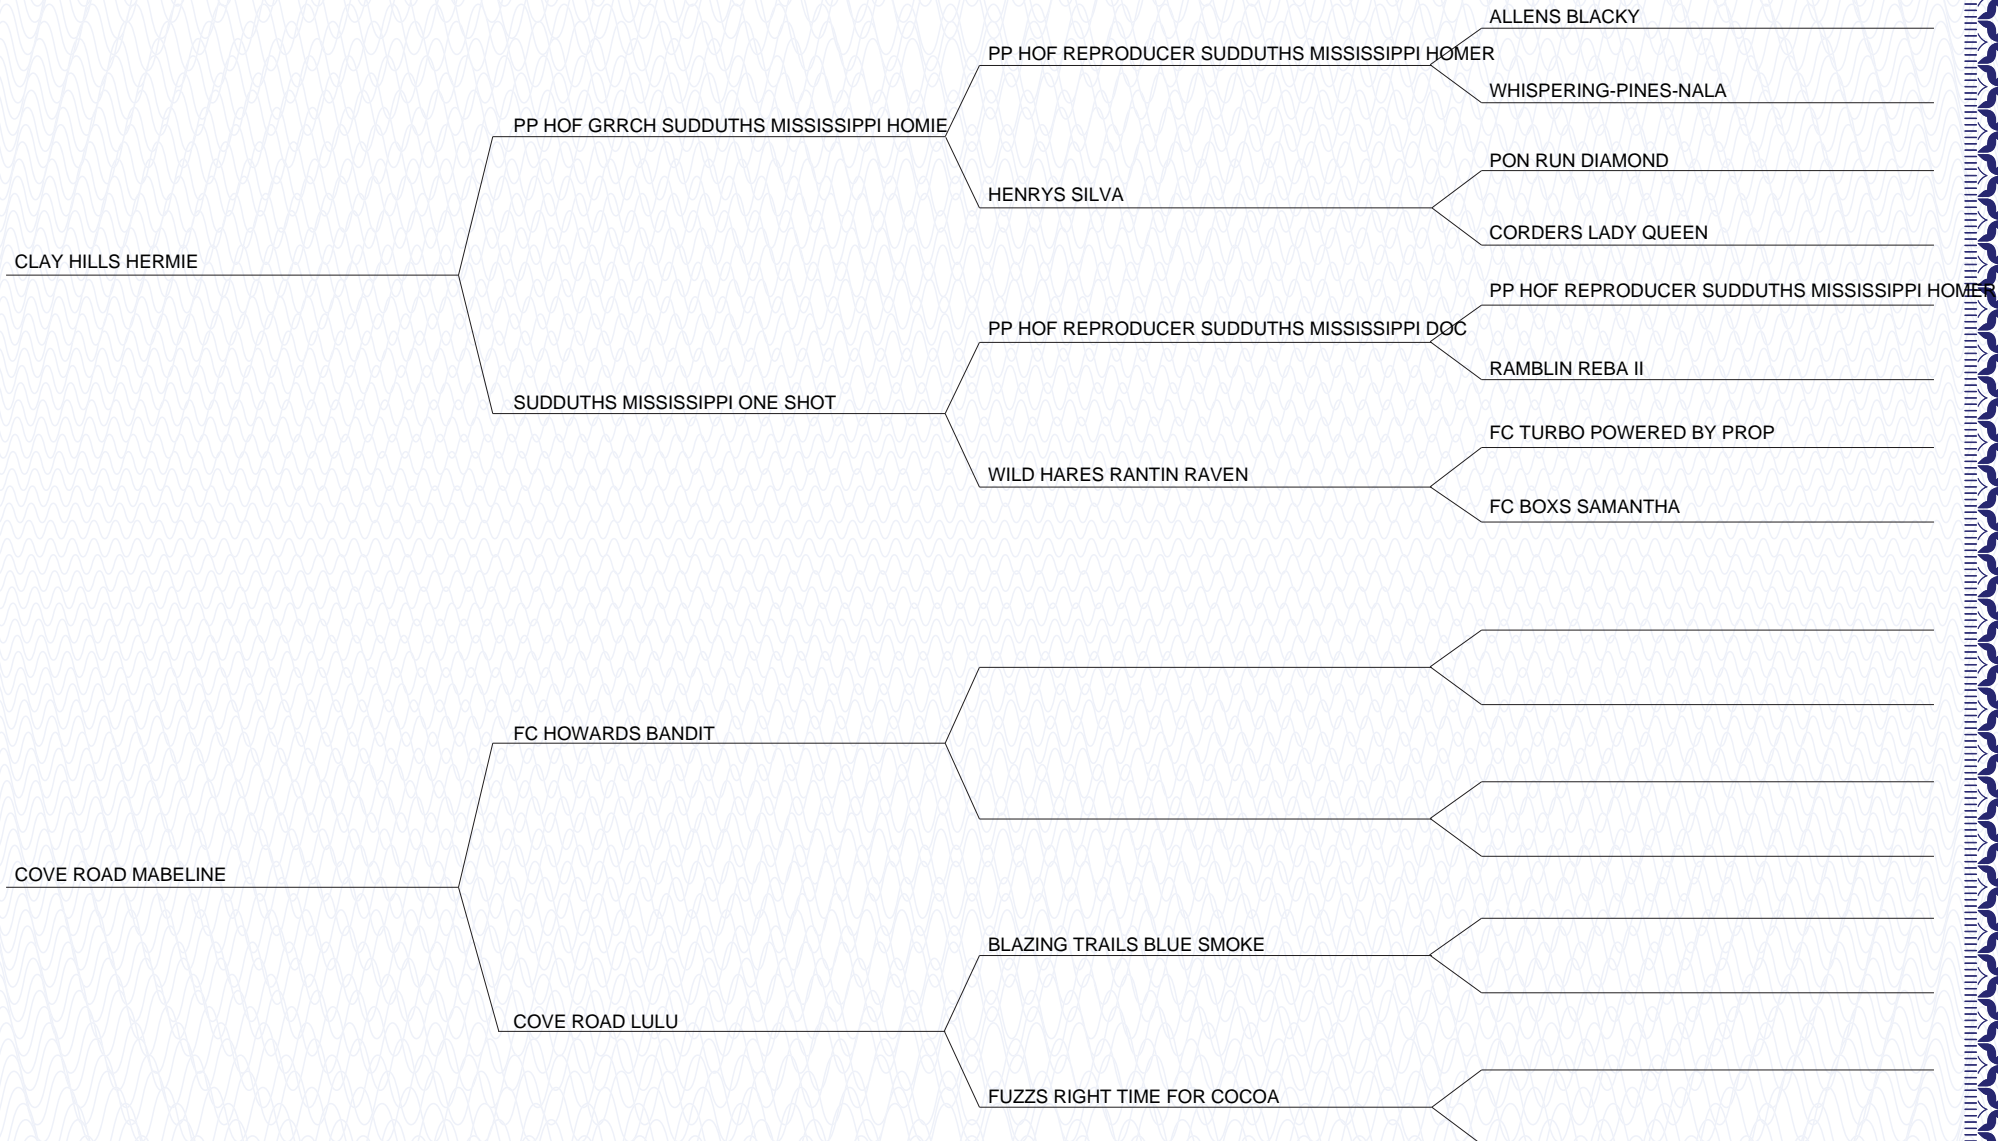 ALLENS BLACKY
PP HOF REPRODUCER SUDDUTHS MISSISSIPPI HOMER
WHISPERING-PINES-NALA
PP HOF GRRCH SUDDUTHS MISSISSIPPI HOMIE
PON RUN DIAMOND
HENRYS SILVA
CORDERS LADY QUEEN
CLAY HILLS HERMIE
PP HOF REPRODUCER SUDDUTHS MISSISSIPPI HOMER
PP HOF REPRODUCER SUDDUTHS MISSISSIPPI DOC
RAMBLIN REBA II
SUDDUTHS MISSISSIPPI ONE SHOT
FC TURBO POWERED BY PROP
WILD HARES RANTIN RAVEN
FC BOXS SAMANTHA
FC HOWARDS BANDIT
COVE ROAD MABELINE
BLAZING TRAILS BLUE SMOKE
COVE ROAD LULU
FUZZS RIGHT TIME FOR COCOA